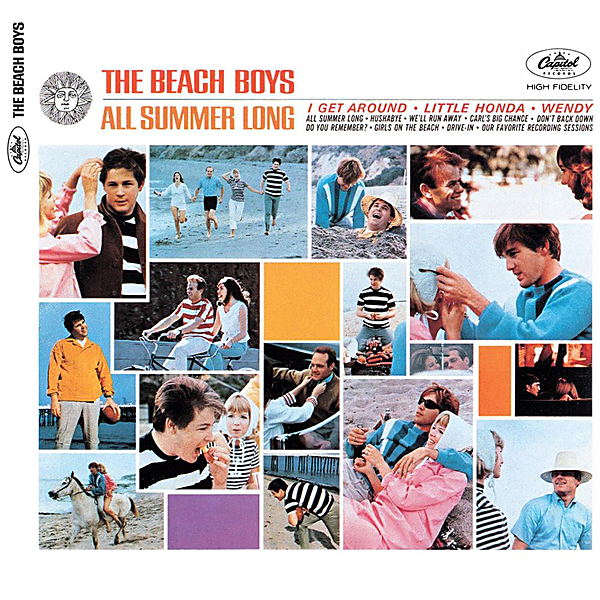 THE BEACH BOYS
Capitol
THE BEACH BOYS
ALL SUMMER LONG
Capitol
RECORDS
HIGH FIDELITY
I GET AROUND • LITTLE HONDA • WENDY
ALL SUMMER LONG • HUSHABYE • WE'LL RUN AWAY • CARL'S BIG CHANCE • DON'T BACK DOWN
DO YOU REMEMBER? • GIRLS ON THE BEACH • DRIVE-IN • OUR FAVORITE RECORDING SESSIONS